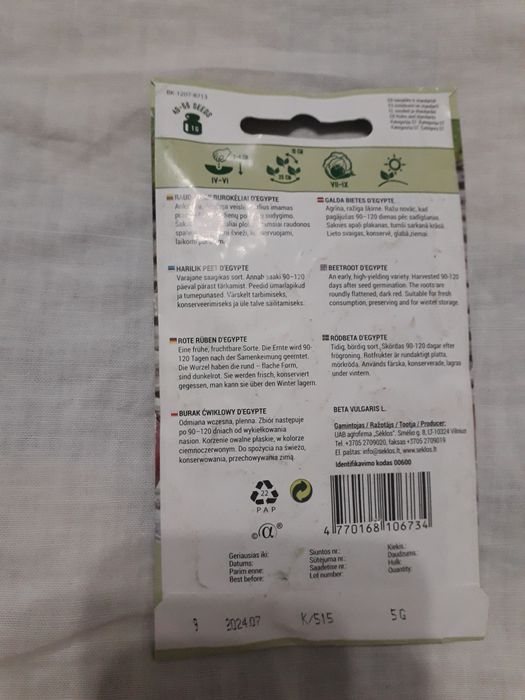 BK-1207-8713
40-55 SEEDS
IV-VI
25 CM
VII-IX
D'EGYPTE
GALDA BIETES D'EGYPTE
Agrīna, ražīga šķirne. Ražu novāc, kad
pagājušas 90-120 dienas pēc sadīgšanas.
Saknes apaļi plakanas, tumši sarkanā krāsā.
Lieto svaigas, konservē, glabā ziemai.
HARILIK PEET D'EGYPTE
Varajane saagikas sort. Annab saaki 90-120
päeval pärast tärkamist. Peedid ümarlapikud
ja tumepunased. Värskelt tarbimiseks,
konserveerimiseks ja üle talve säilitamiseks.
BEETROOT D'EGYPTE
An early, high-yielding variety. Harvested 90-120
days after seed germination. The roots are
roundly flattened, dark red. Suitable for fresh
consumption, preserving and for winter storage.
ROTE RÜBEN D'EGYPTE
Eine frühe, fruchtbare Sorte. Die Ernte wird 90-
120 Tagen nach der Samenkeimung geerntet.
Die Wurzel haben die rund – flache Form,
sind dunkelrot. Sie werden frisch, konserviert
gegessen, man kann sie über den Winter lagern.
RÖDBETA D'EGYPTE
Tidig, bördig sort. Skördas 90-120 dagar efter
frögroning. Rotfrukter är rundaktigt platta,
mörkröda. Används färska, konserverade, lagras
under vintern.
BURAK ĆWIKŁOWY D'EGYPTE
Odmiana wczesna, plenna. Zbiór następuje
po 90-120 dniach od wykiełkowania
nasion. Korzenie owalne płaskie, w kolorze
ciemnoczerwonym. Do spożycia na świeżo,
konserwowania, przechowywania zimą.
BETA VULGARIS L.
Gamintojas / Ražotājs / Tootja / Producer:
UAB agrofirma „Sėklos". Smėlio g. 8, LT-10324 Vilnius
Tel. +3705 2709020, faksas +3705 2709019
El. paštas: info@seklos.lt, www.seklos.lt
Identifikavimo kodas 00600
22
PAP
©α®
4 770168 106734
Geriausias iki:
Datums:
Parim enne:
Best before:
Siuntos nr.:
Sūtījuma nr.:
Saadetise nr.:
Lot number:
Kiekis:
Daudzums:
Hulk:
Quantity:
9 2024.07 K/515 5G